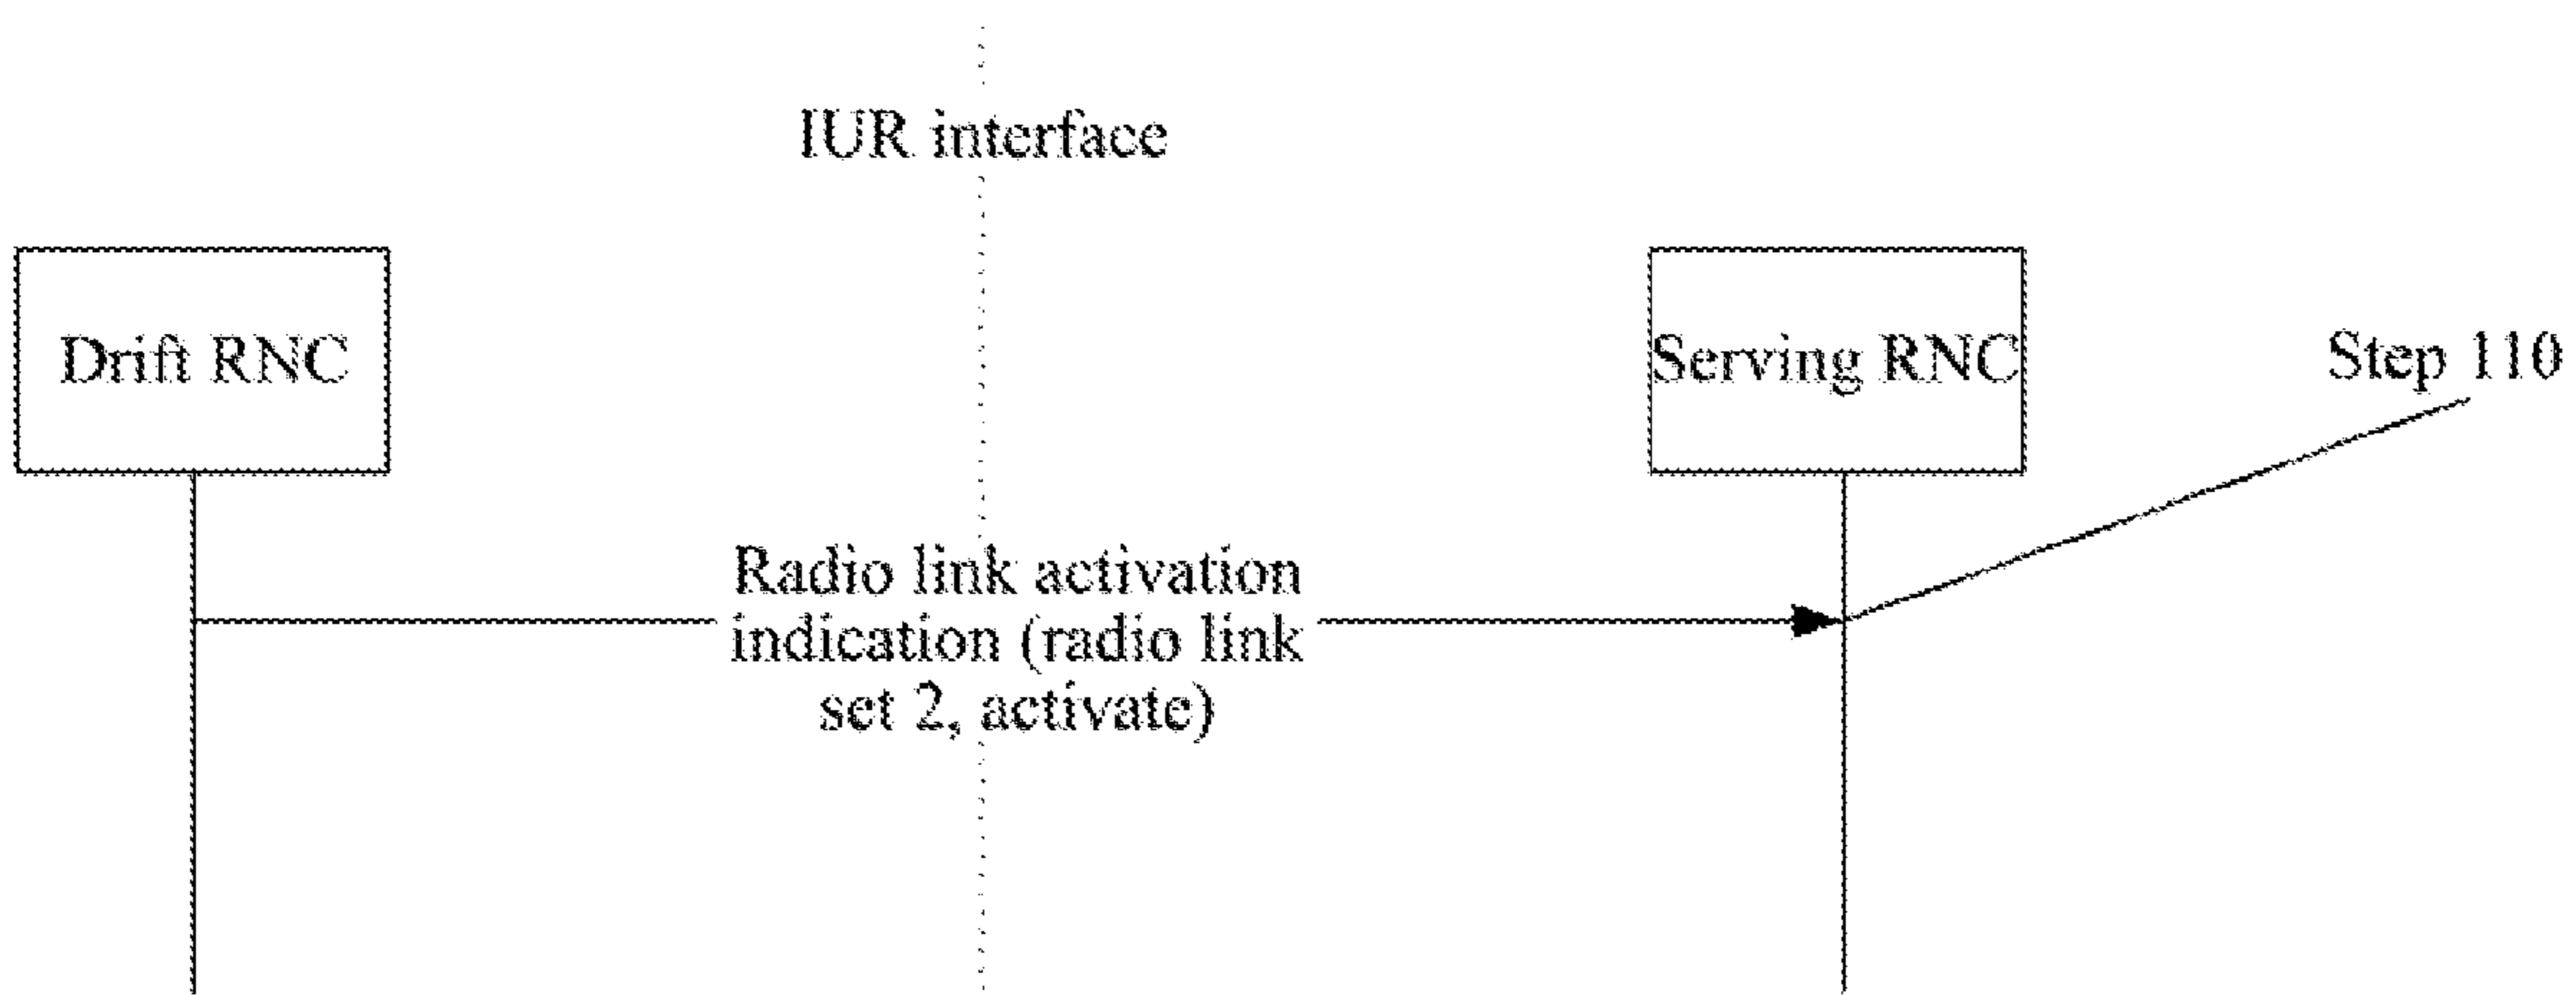 IUR interface
Drift RNC
Serving RNC
Step 110
Radio link activation
indication (radio link
set 2, activate)